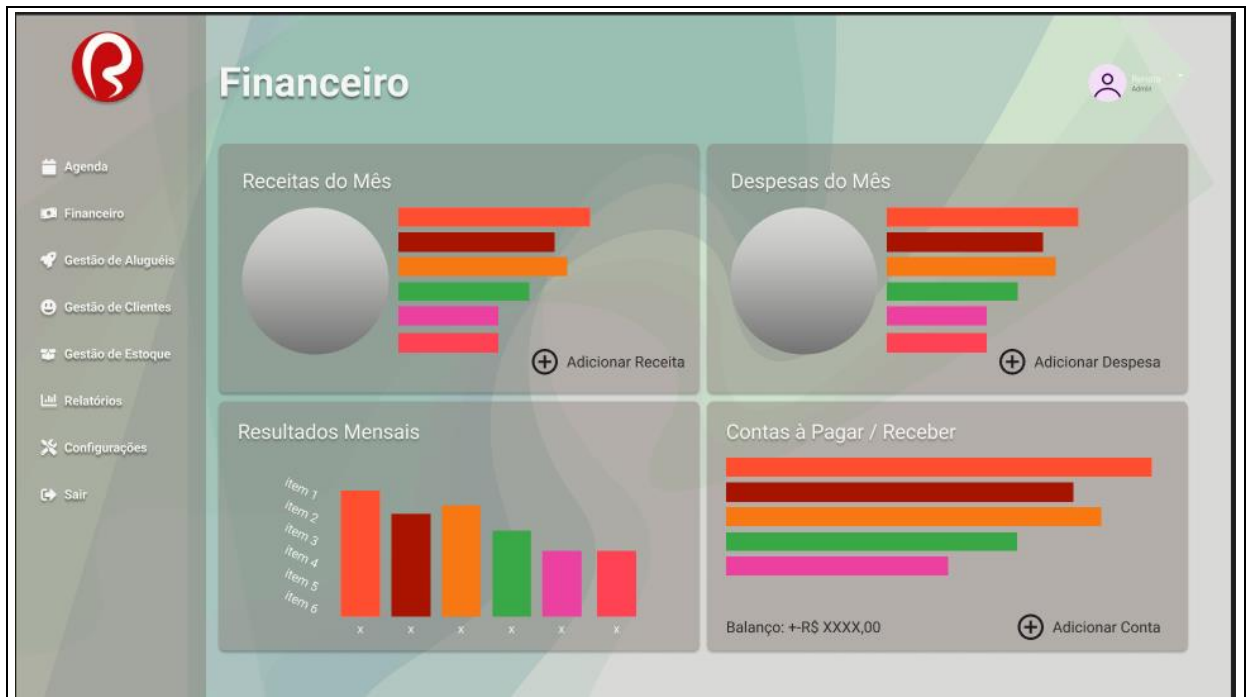 Financeiro
Admin
Agenda
Financeiro
Gestão de Aluguéis
Gestão de Clientes
Gestão de Estoque
Relatórios
Configurações
Sair
Receitas do Mês
Adicionar Receita
Despesas do Mês
Adicionar Despesa
Resultados Mensais
item 1
item 2
item 3
item 4
item 5
item 6
x x x x x x
Contas à Pagar / Receber
Balanço: +-R$ XXXX,00
Adicionar Conta